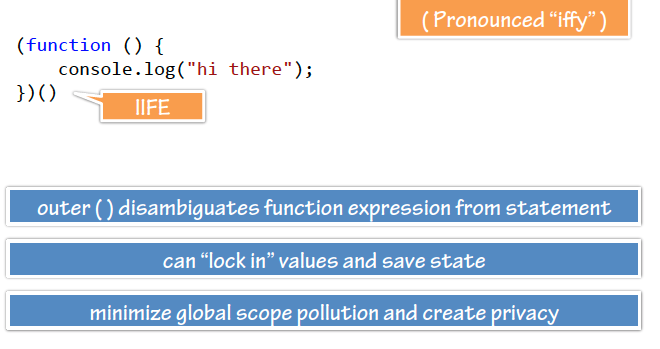 ( Pronounced “iffy” )
(function () {
    console.log("hi there");
})()
IIFE
outer ( ) disambiguates function expression from statement
can “lock in” values and save state
minimize global scope pollution and create privacy